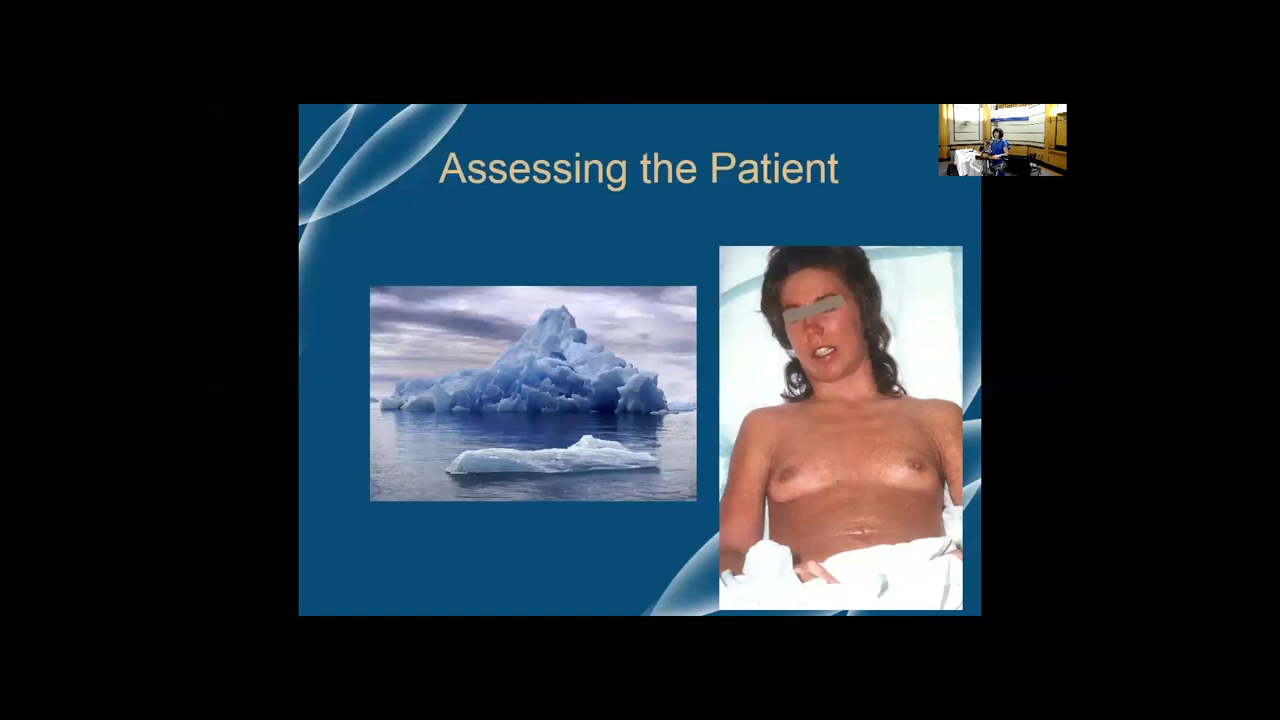 Assessing the Patient